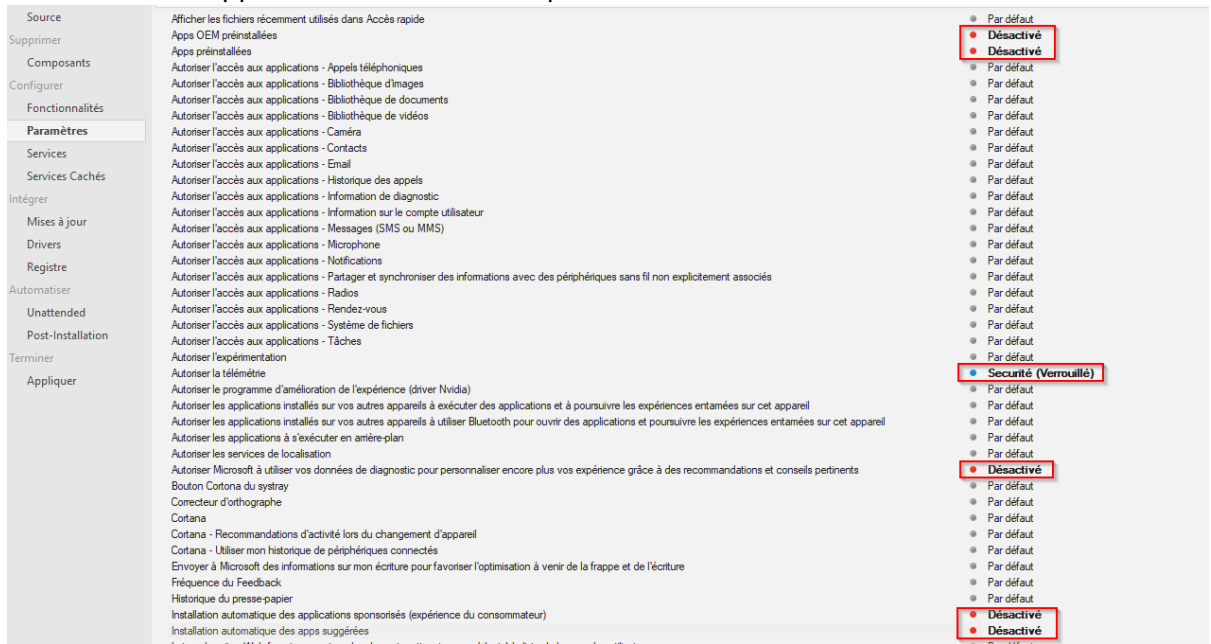 Source
Supprimer
Composants
Configurer
Fonctionnalités
Paramètres
Services
Services Cachés
Intégrer
Mises à jour
Drivers
Registre
Automatiser
Unattended
Post-Installation
Terminer
Appliquer
Afficher les fichiers récemment utilisés dans Accès rapide Par défaut
Apps OEM préinstallées Désactivé
Apps préinstallées Désactivé
Autoriser l'accès aux applications - Appels téléphoniques Par défaut
Autoriser l'accès aux applications - Bibliothèque d'images Par défaut
Autoriser l'accès aux applications - Bibliothèque de documents Par défaut
Autoriser l'accès aux applications - Bibliothèque de vidéos Par défaut
Autoriser l'accès aux applications - Caméra Par défaut
Autoriser l'accès aux applications - Contacts Par défaut
Autoriser l'accès aux applications - Email Par défaut
Autoriser l'accès aux applications - Historique des appels Par défaut
Autoriser l'accès aux applications - Information de diagnostic Par défaut
Autoriser l'accès aux applications - Information sur le compte utilisateur Par défaut
Autoriser l'accès aux applications - Messages (SMS ou MMS) Par défaut
Autoriser l'accès aux applications - Microphone Par défaut
Autoriser l'accès aux applications - Notifications Par défaut
Autoriser l'accès aux applications - Partager et synchroniser des informations avec des périphériques sans fil non explicitement associés Par défaut
Autoriser l'accès aux applications - Radios Par défaut
Autoriser l'accès aux applications - Rendez-vous Par défaut
Autoriser l'accès aux applications - Système de fichiers Par défaut
Autoriser l'accès aux applications - Tâches Par défaut
Autoriser l'expérimentation Par défaut
Autoriser la télémétrie Securité (Verrouillé)
Autoriser le programme d'amélioration de l'expérience (driver Nvidia) Par défaut
Autoriser les applications installés sur vos autres appareils à exécuter des applications et à poursuivre les expériences entamées sur cet appareil Par défaut
Autoriser les applications installés sur vos autres appareils à utiliser Bluetooth pour ouvrir des applications et poursuivre les expériences entamées sur cet appareil Par défaut
Autoriser les applications à s'exécuter en arrière-plan Par défaut
Autoriser les services de localisation Par défaut
Autoriser Microsoft à utiliser vos données de diagnostic pour personnaliser encore plus vos expérience grâce à des recommandations et conseils pertinents Désactivé
Bouton Cortona du systray Par défaut
Correcteur d'orthographe Par défaut
Cortana Par défaut
Cortana - Recommandations d'activité lors du changement d'appareil Par défaut
Cortana - Utiliser mon historique de périphériques connectés Par défaut
Envoyer à Microsoft des informations sur mon écriture pour favoriser l'optimisation à venir de la frappe et de l'écriture Par défaut
Fréquence du Feedback Par défaut
Historique du presse-papier Par défaut
Installation automatique des applications sponsorisés (expérience du consommateur) Désactivé
Installation automatique des apps suggérées Désactivé